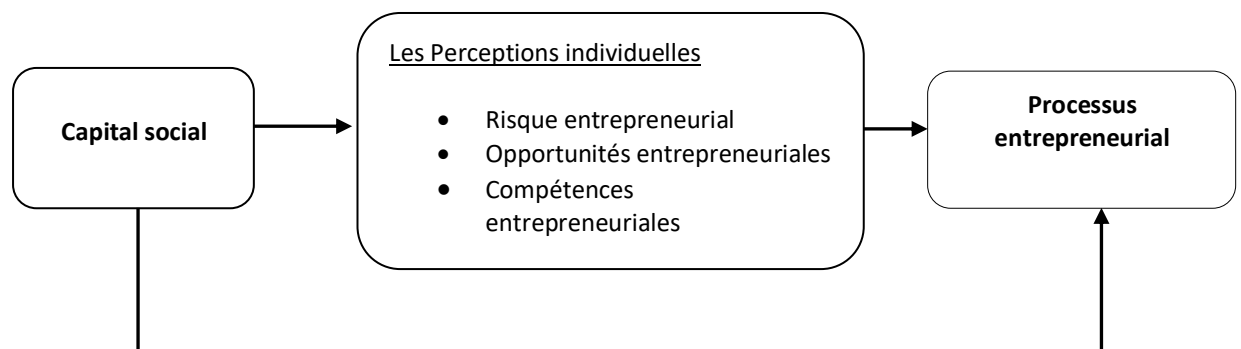 Les Perceptions individuelles
Capital social
• Risque entrepreneurial
• Opportunités entrepreneuriales
• Compétences
entrepreneuriales
Processus
entrepreneurial